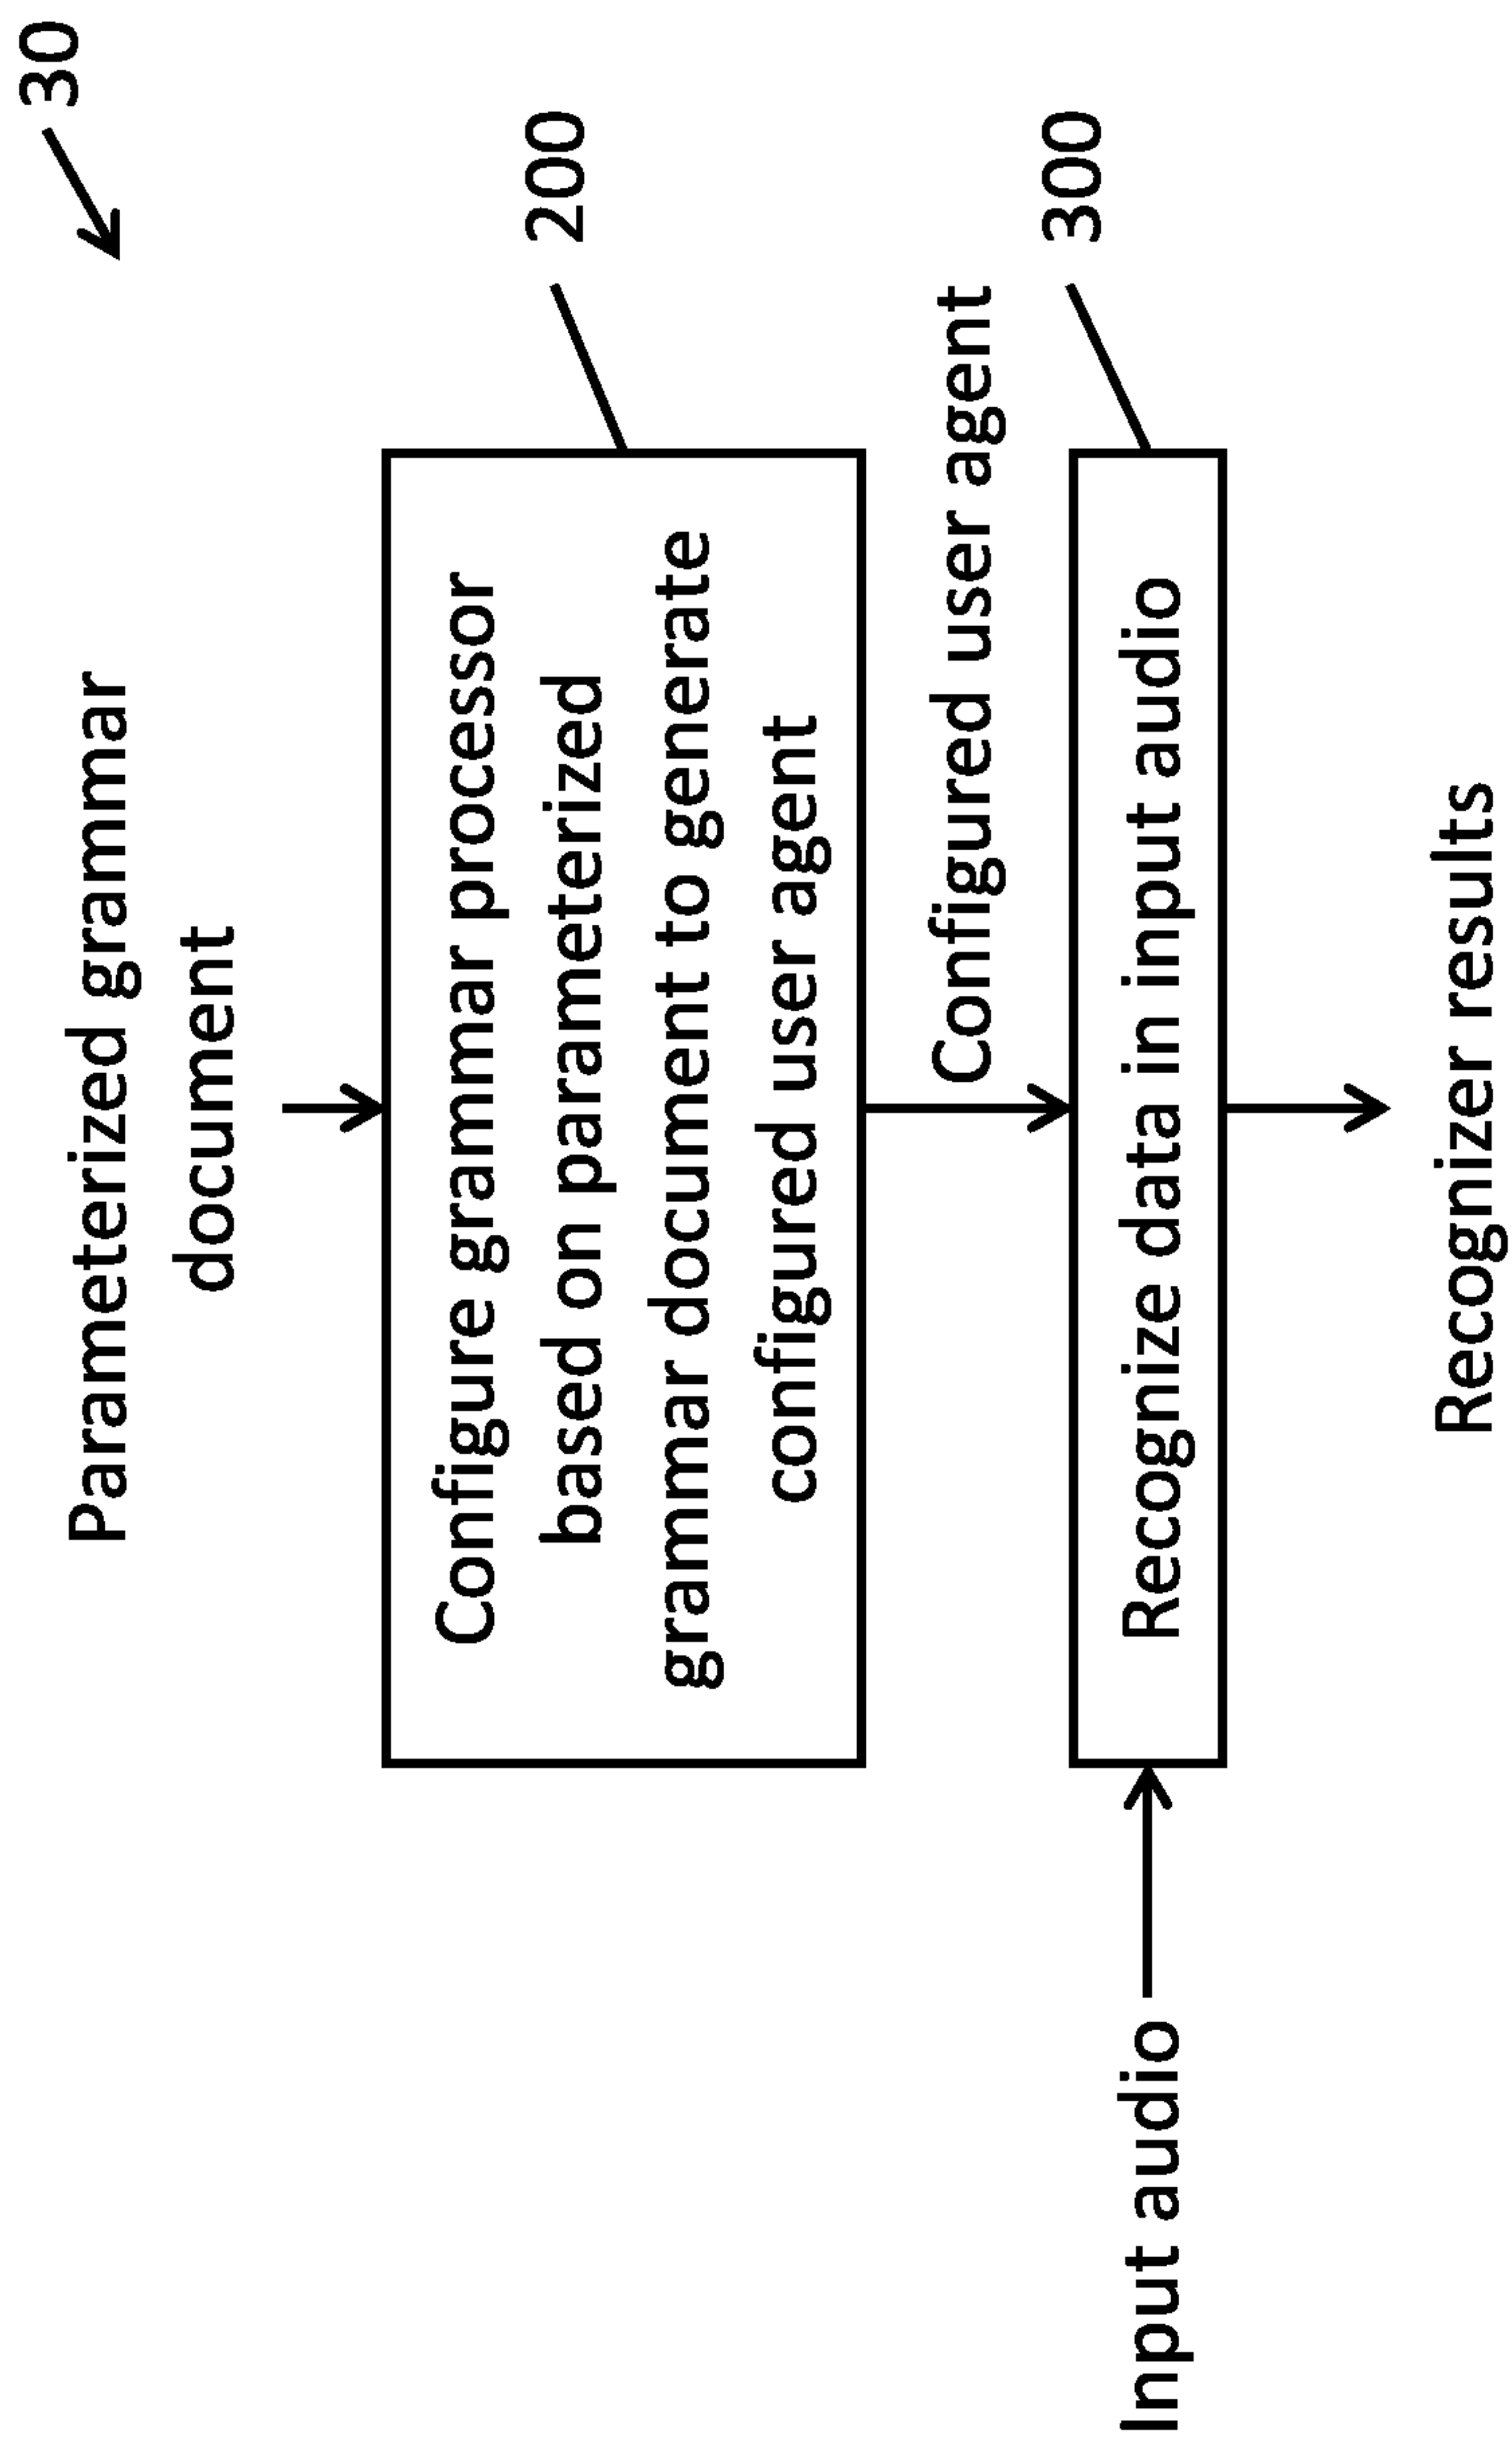 30
Parameterized grammar
document
200
Configure grammar processor
based on parameterized
grammar document to generate
configured user agent
Configured user agent
300
Input audio
Recognize data in input audio
Recognizer results